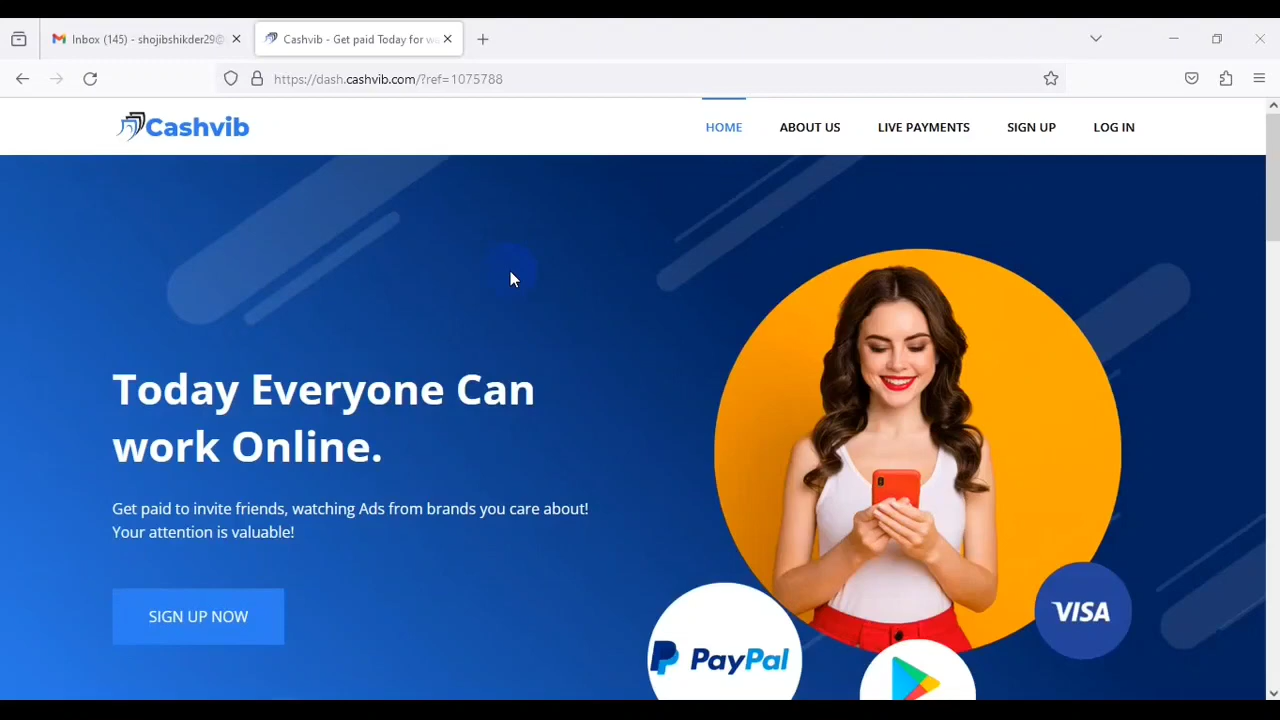 Inbox (145) - shojibshikder29@
Cashvib - Get paid Today for w
https://dash.cashvib.com/?ref=1075788
Cashvib
HOME
ABOUT US
LIVE PAYMENTS
SIGN UP
LOG IN
Today Everyone Can
work Online.
Get paid to invite friends, watching Ads from brands you care about!
Your attention is valuable!
SIGN UP NOW
VISA
PayPal